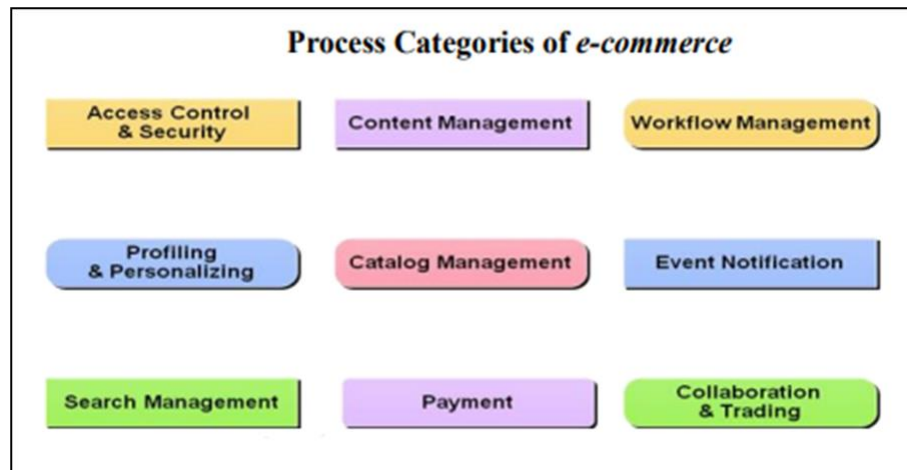 Process Categories of e-commerce
Access Control
& Security
Content Management
Workflow Management
Profiling
& Personalizing
Catalog Management
Event Notification
Search Management
Payment
Collaboration
& Trading